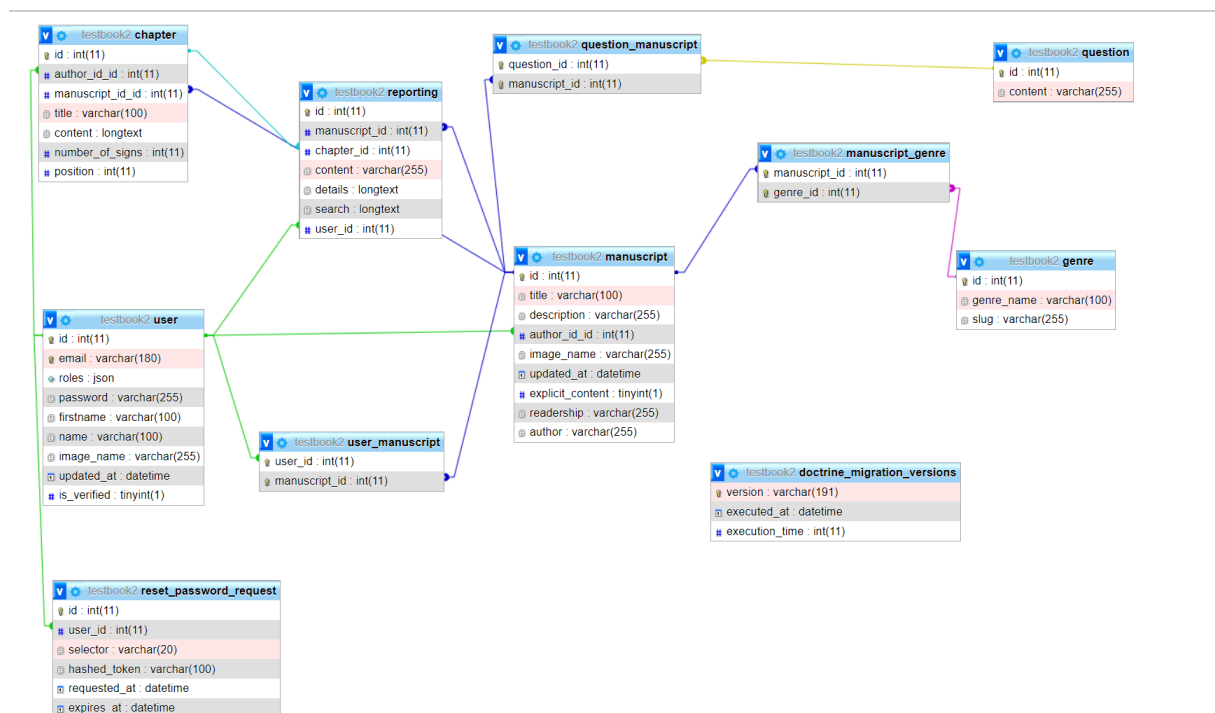 testbook2 chapter
id : int(11)
author_id_id : int(11)
manuscript_id_id : int(11)
title : varchar(100)
content : longtext
number_of_signs : int(11)
position : int(11)
testbook2 reporting
id : int(11)
manuscript_id : int(11)
chapter_id : int(11)
content : varchar(255)
details : longtext
search : longtext
user_id : int(11)
testbook2 question_manuscript
question_id : int(11)
manuscript_id : int(11)
testbook2 question
id : int(11)
content : varchar(255)
testbook2 manuscript_genre
manuscript_id : int(11)
genre_id : int(11)
testbook2 manuscript
id : int(11)
title : varchar(100)
description : varchar(255)
author_id_id : int(11)
image_name : varchar(255)
updated_at : datetime
explicit_content : tinyint(1)
readership : varchar(255)
author : varchar(255)
testbook2 genre
id : int(11)
genre_name : varchar(100)
slug : varchar(255)
testbook2 user
id : int(11)
email : varchar(180)
roles : json
password : varchar(255)
firstname : varchar(100)
name : varchar(100)
image_name : varchar(255)
updated_at : datetime
is_verified : tinyint(1)
testbook2 user_manuscript
user_id : int(11)
manuscript_id : int(11)
testbook2 doctrine_migration_versions
version : varchar(191)
executed_at : datetime
execution_time : int(11)
testbook2 reset_password_request
id : int(11)
user_id : int(11)
selector : varchar(20)
hashed_token : varchar(100)
requested_at : datetime
expires_at : datetime